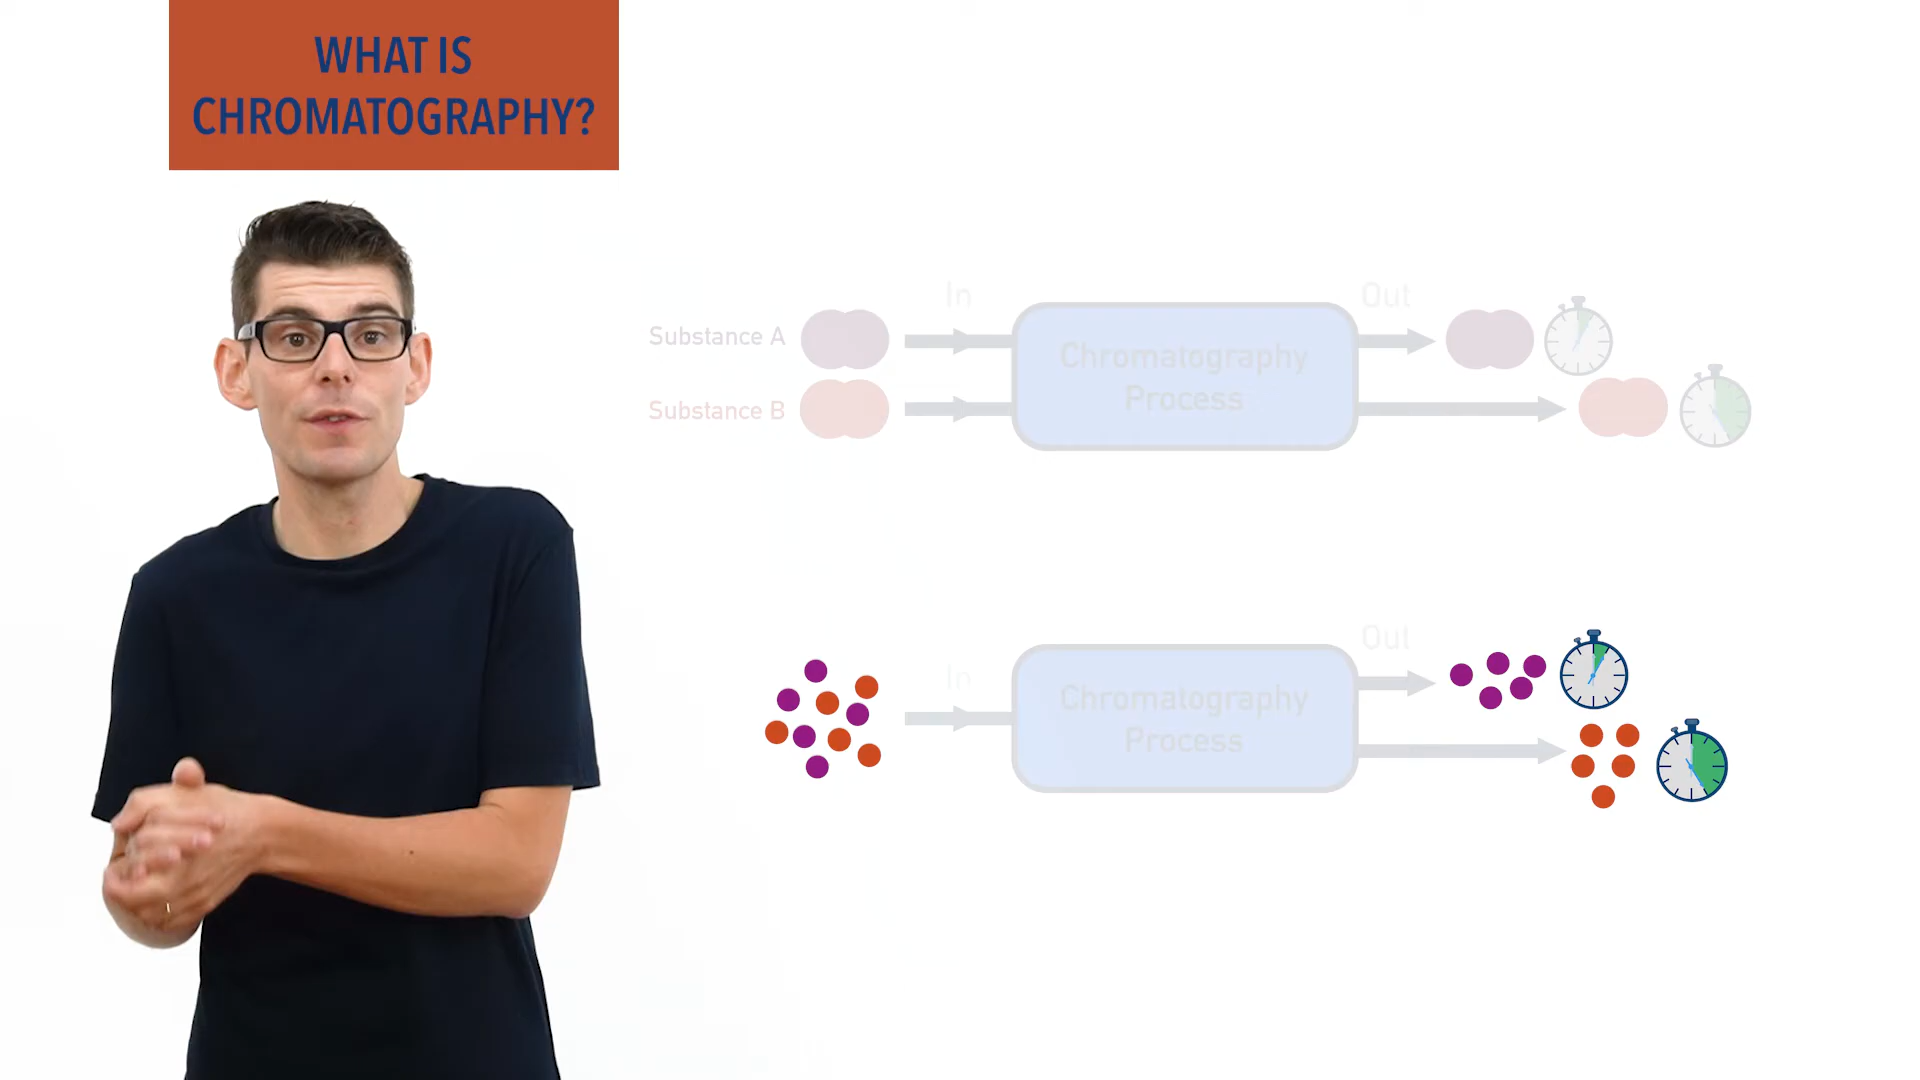 WHAT IS
CHROMATOGRAPHY?
In
Out
Substance A
Chromatography
Process
Substance B
Out
In
Chromatography
Process